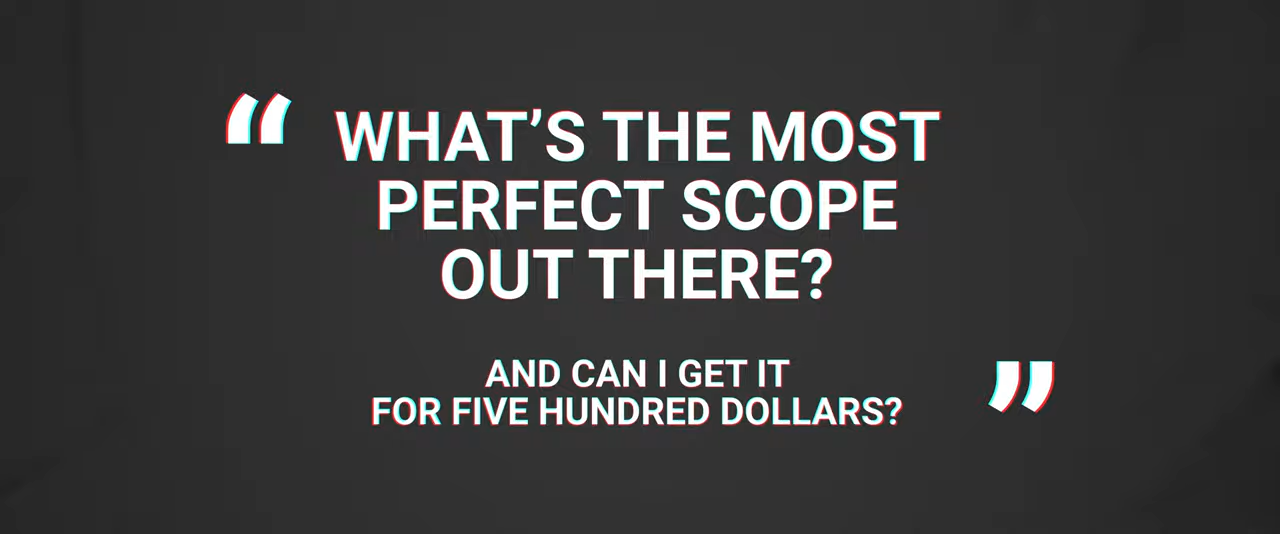 “ WHAT’S THE MOST
PERFECT SCOPE
OUT THERE?
AND CAN I GET IT
FOR FIVE HUNDRED DOLLARS? ”